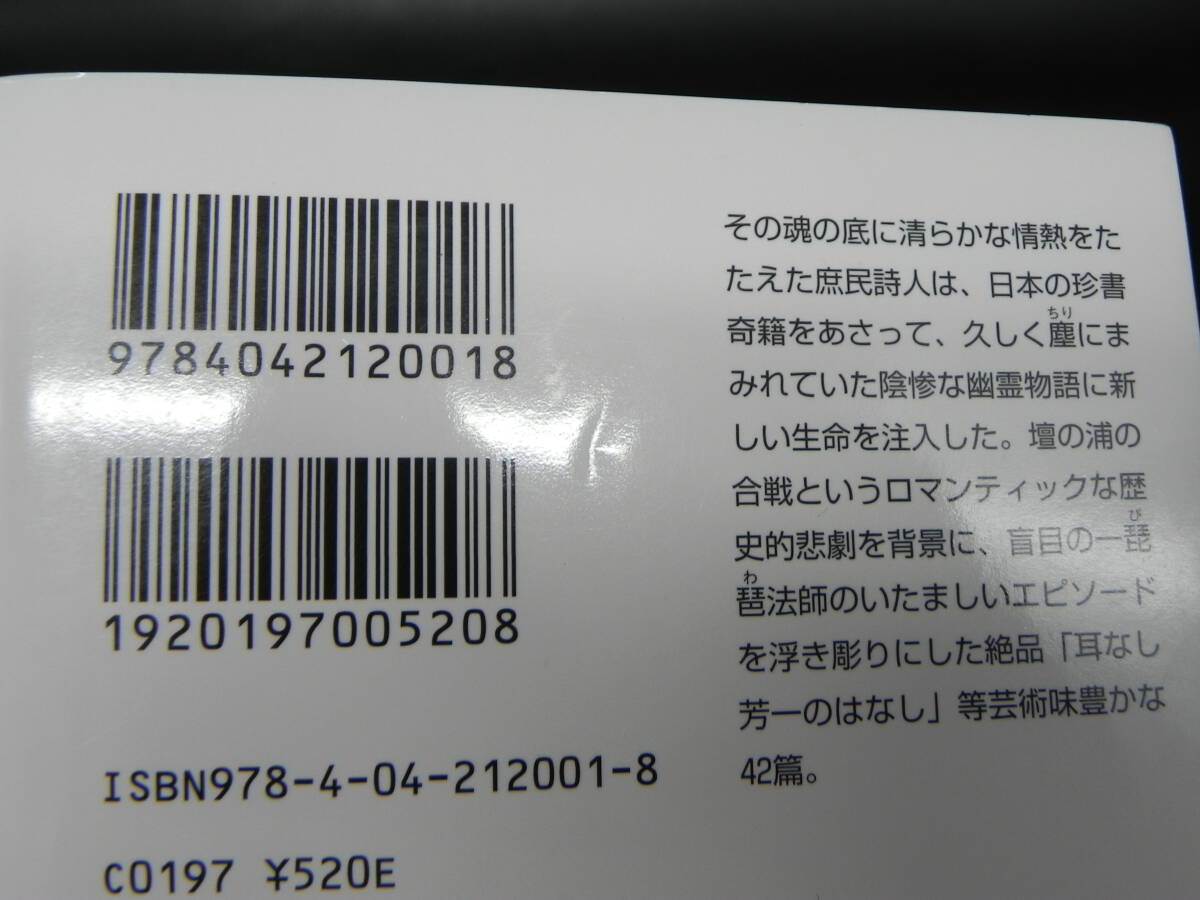 9784042120018
1920197005208
ISBN978-4-04-212001-8
C0197 ¥520E
その魂の底に清らかな情熱をた
たえた庶民詩人は、日本の珍書
奇籍をあさって、久しく塵にま
みれていた陰惨な幽霊物語に新
しい生命を注入した。壇の浦の
合戦というロマンティックな歴
史的悲劇を背景に、盲目の一琵
琶法師のいたましいエピソード
を浮き彫りにした絶品「耳なし
芳一のはなし」等芸術味豊かな
42篇。
ちり
び
わ